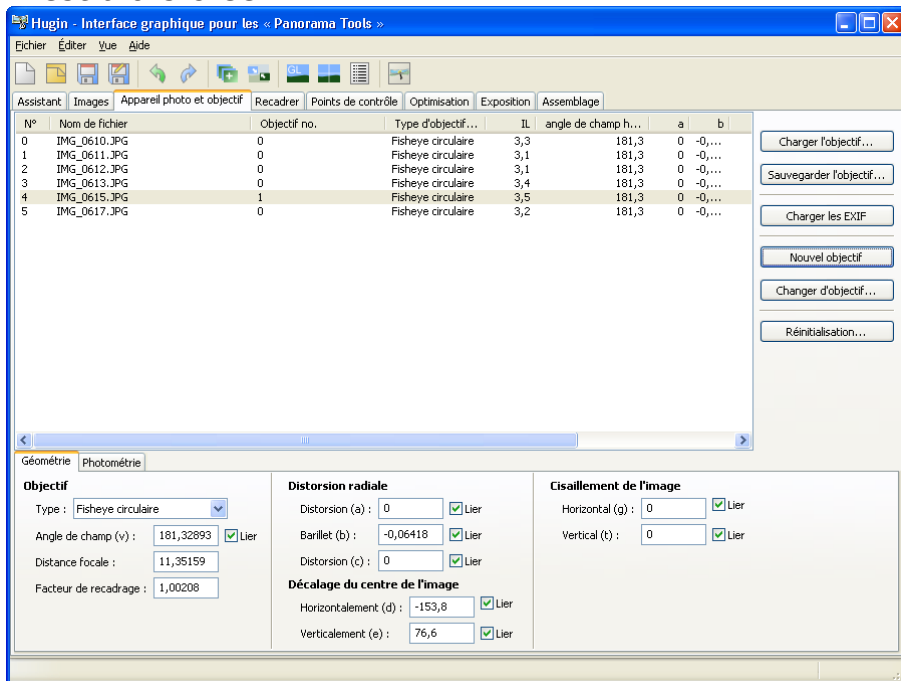 Hugin - Interface graphique pour les « Panorama Tools »
Fichier Éditer Vue Aide
GL
Assistant Images Appareil photo et objectif Recadrer Points de contrôle Optimisation Exposition Assemblage
N° Nom de fichier Objectif no. Type d'objectif... IL angle de champ h... a b
0 IMG_0610.JPG 0 Fisheye circulaire 3,3 181,3 0 -0,...
1 IMG_0611.JPG 0 Fisheye circulaire 3,1 181,3 0 -0,...
2 IMG_0612.JPG 0 Fisheye circulaire 3,1 181,3 0 -0,...
3 IMG_0613.JPG 0 Fisheye circulaire 3,4 181,3 0 -0,...
4 IMG_0615.JPG 1 Fisheye circulaire 3,5 181,3 0 -0,...
5 IMG_0617.JPG 0 Fisheye circulaire 3,2 181,3 0 -0,...
Charger l'objectif...
Sauvegarder l'objectif...
Charger les EXIF
Nouvel objectif
Changer d'objectif...
Réinitialisation...
Géométrie Photométrie
Objectif
Type : Fisheye circulaire
Angle de champ (v) : 181,32893 Lier
Distance focale : 11,35159
Facteur de recadrage : 1,00208
Distorsion radiale
Distorsion (a) : 0 Lier
Barillet (b) : -0,06418 Lier
Distorsion (c) : 0 Lier
Décalage du centre de l'image
Horizontalement (d) : -153,8 Lier
Verticalement (e) : 76,6 Lier
Cisaillement de l'image
Horizontal (g) : 0 Lier
Vertical (t) : 0 Lier